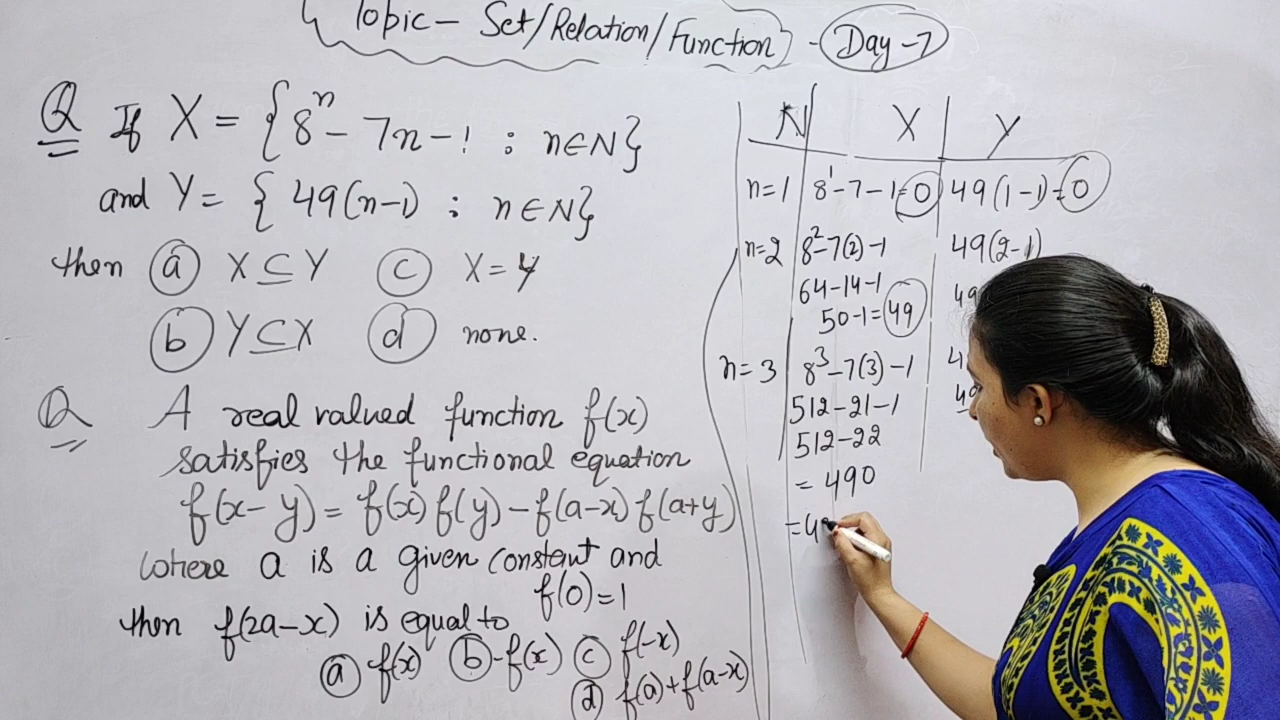 Topic - Set/Relation/Function - Day-7
Q If X = {8ⁿ - 7n - 1 : n∈N}
and Y = { 49(n-1) : n∈N}
then (a) X ⊆ Y (c) X = Y
(b) Y ⊆ X (d) none.
Q A real valued function f(x)
satisfies the functional equation
f(x-y) = f(x) f(y) - f(a-x) f(a+y)
where a is a given constant and
f(0)=1
then f(2a-x) is equal to
(a) f(x) (b) -f(x) (c) f(-x)
(d) f(a)+f(a-x)
N X Y
n=1 8¹-7-1=0 49(1-1)=0
n=2 8²-7(2)-1 49(2-1)
64-14-1 49
50-1=49
n=3 8³-7(3)-1
512-21-1
512-22
= 490